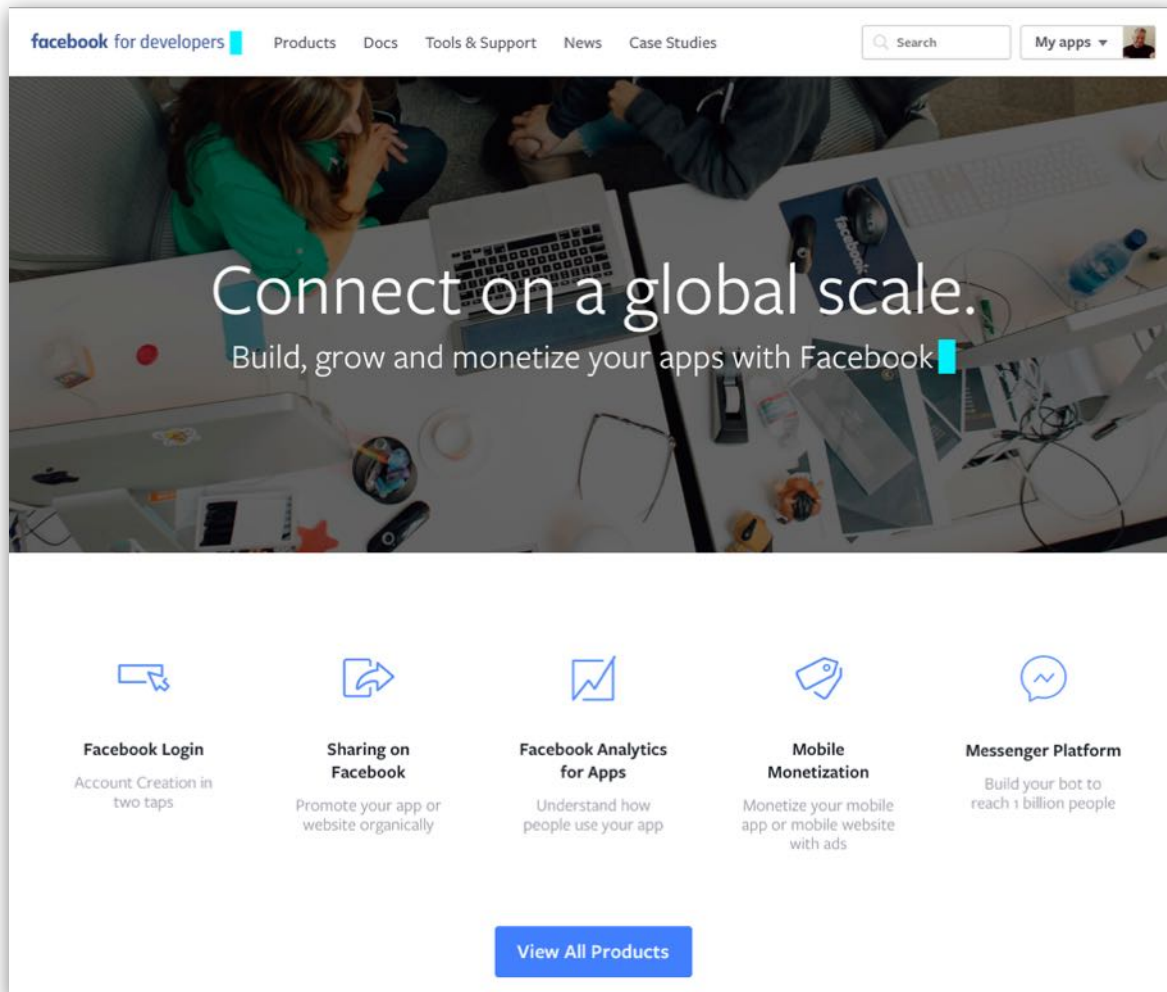 facebook for developers
Products Docs Tools & Support News Case Studies
Search
My apps
facebook
Connect on a global scale.
Build, grow and monetize your apps with Facebook
Facebook Login
Account Creation in
two taps
Sharing on
Facebook
Promote your app or
website organically
Facebook Analytics
for Apps
Understand how
people use your app
Mobile
Monetization
Monetize your mobile
app or mobile website
with ads
Messenger Platform
Build your bot to
reach 1 billion people
View All Products